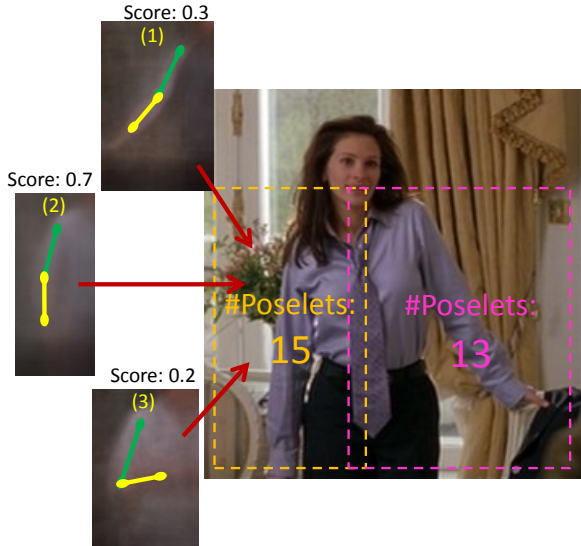 Score: 0.3
(1)
Score: 0.7
(2)
#Poselets:
15
#Poselets:
13
Score: 0.2
(3)